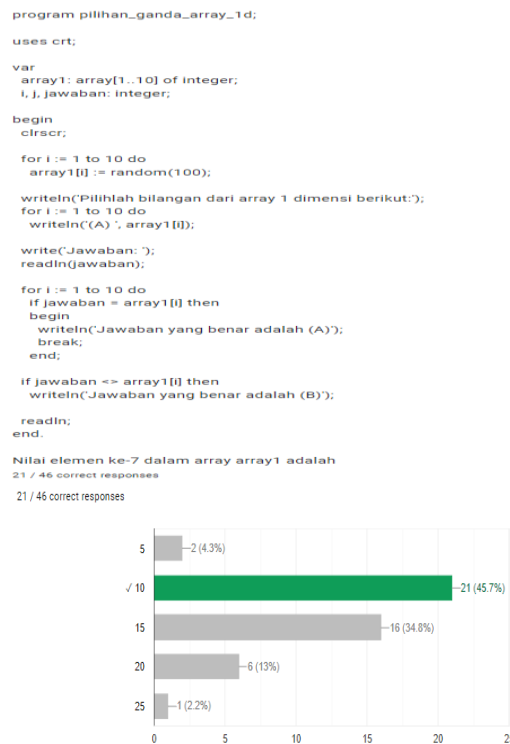 program pilihan_ganda_array_1d;
uses crt;
var
array1: array[1..10] of integer;
i, j, jawaban: integer;
begin
clrscr;
for i := 1 to 10 do
array1[i] := random(100);
writeln('Pilihlah bilangan dari array 1 dimensi berikut:');
for i := 1 to 10 do
writeln('(A) ', array1[i]);
write('Jawaban: ');
readln(jawaban);
for i := 1 to 10 do
if jawaban = array1[i] then
begin
writeln('Jawaban yang benar adalah (A)');
break;
end;
if jawaban <> array1[i] then
writeln('Jawaban yang benar adalah (B)');
readln;
end.
Nilai elemen ke-7 dalam array array1 adalah
21 / 46 correct responses
21 / 46 correct responses
5 2 (4.3%)
✓ 10 21 (45.7%)
15 16 (34.8%)
20 6 (13%)
25 1 (2.2%)
0 5 10 15 20 2